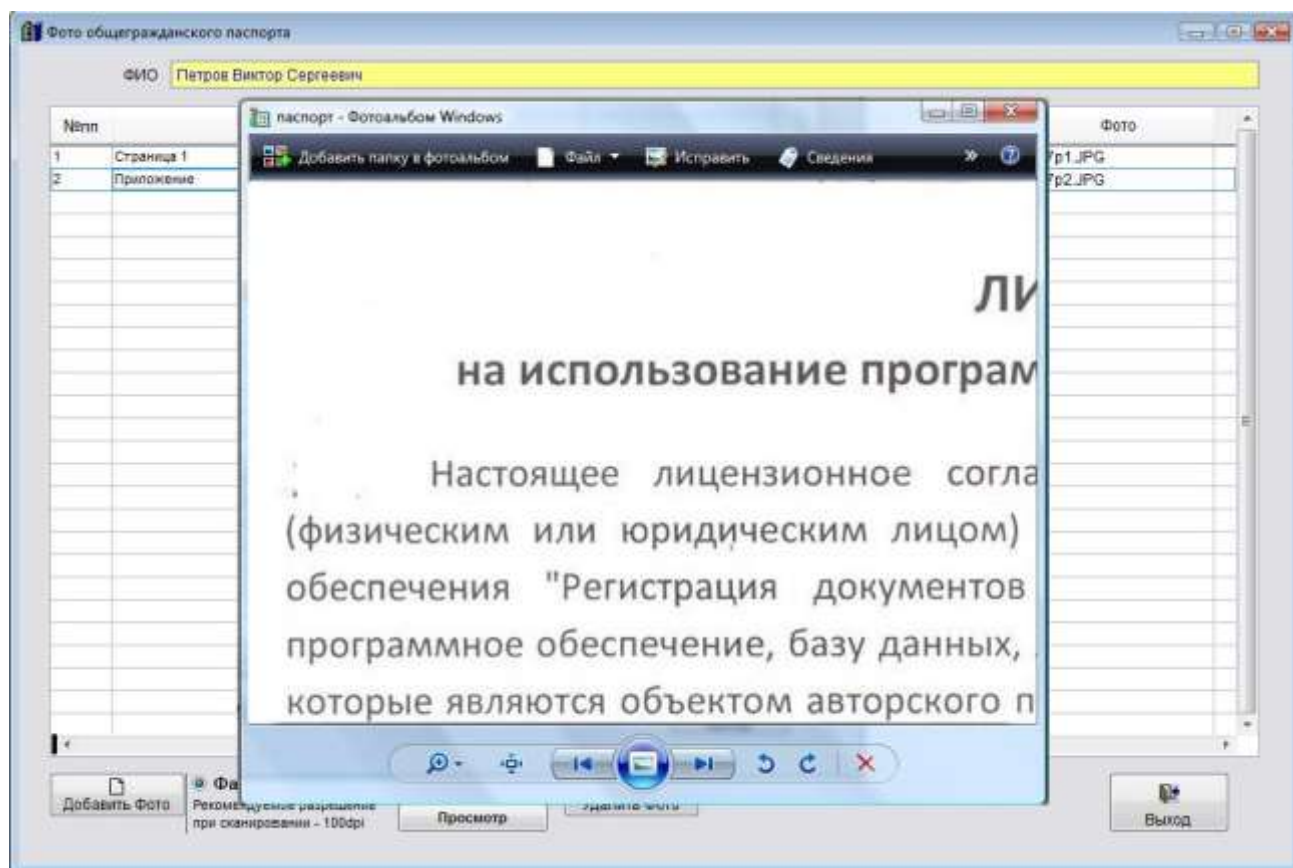 Фото общегражданского паспорта
ФИО Петров Виктор Сергеевич
№пп Фото
1 Страница 1 7p1.JPG
2 Приложение 7p2.JPG
паспорт - Фотоальбом Windows
Добавить папку в фотоальбом Файл Исправить Сведения »
ЛИ
на использование програм
Настоящее лицензионное согла
(физическим или юридическим лицом)
обеспечения "Регистрация документов
программное обеспечение, базу данных,
которые являются объектом авторского п
Добавить Фото
Фа
Рекомендуемое разрешение
при сканировании - 100dpi
Просмотр
Удалить Фото
Выход